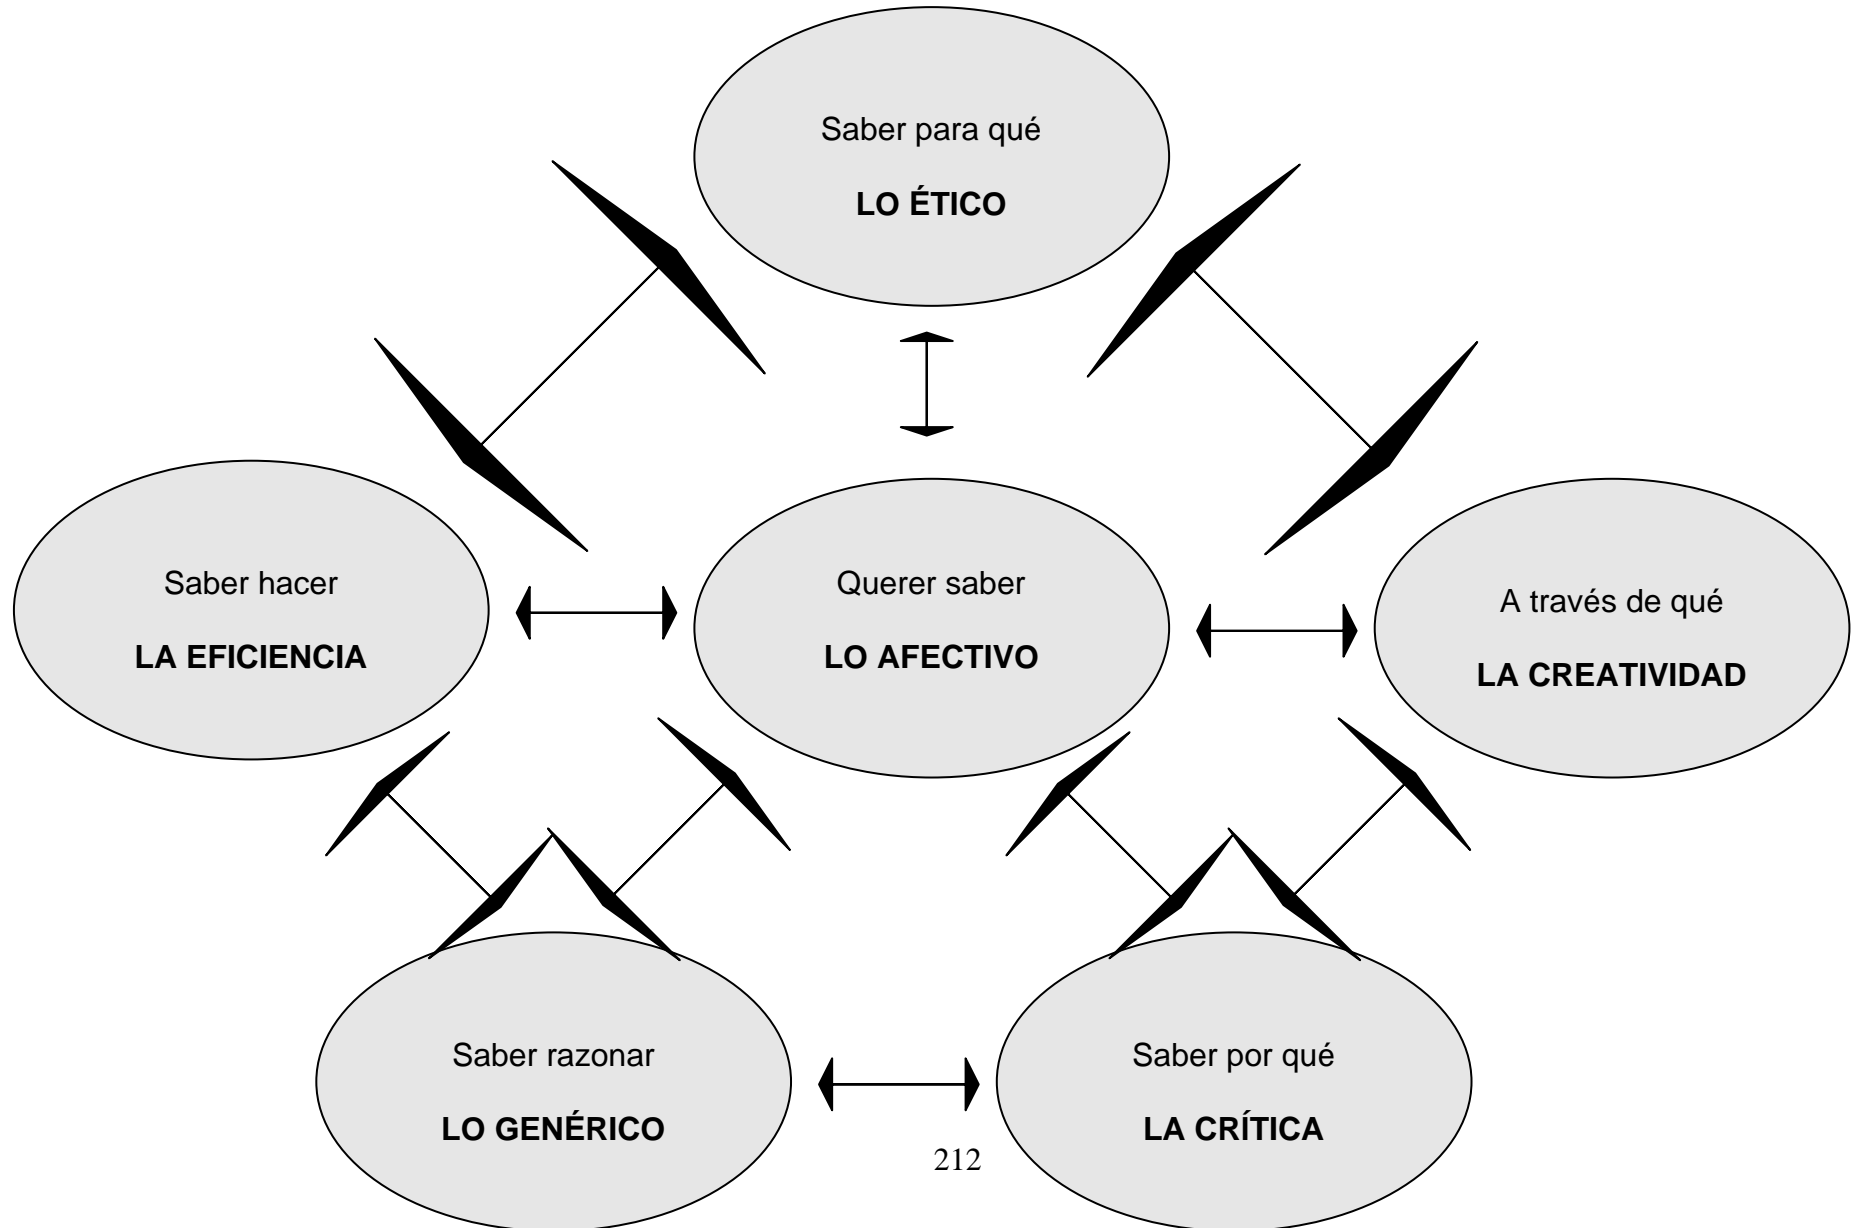 Saber para qué
LO ÉTICO
Saber hacer
LA EFICIENCIA
Querer saber
LO AFECTIVO
A través de qué
LA CREATIVIDAD
Saber razonar
LO GENÉRICO
Saber por qué
LA CRÍTICA
212